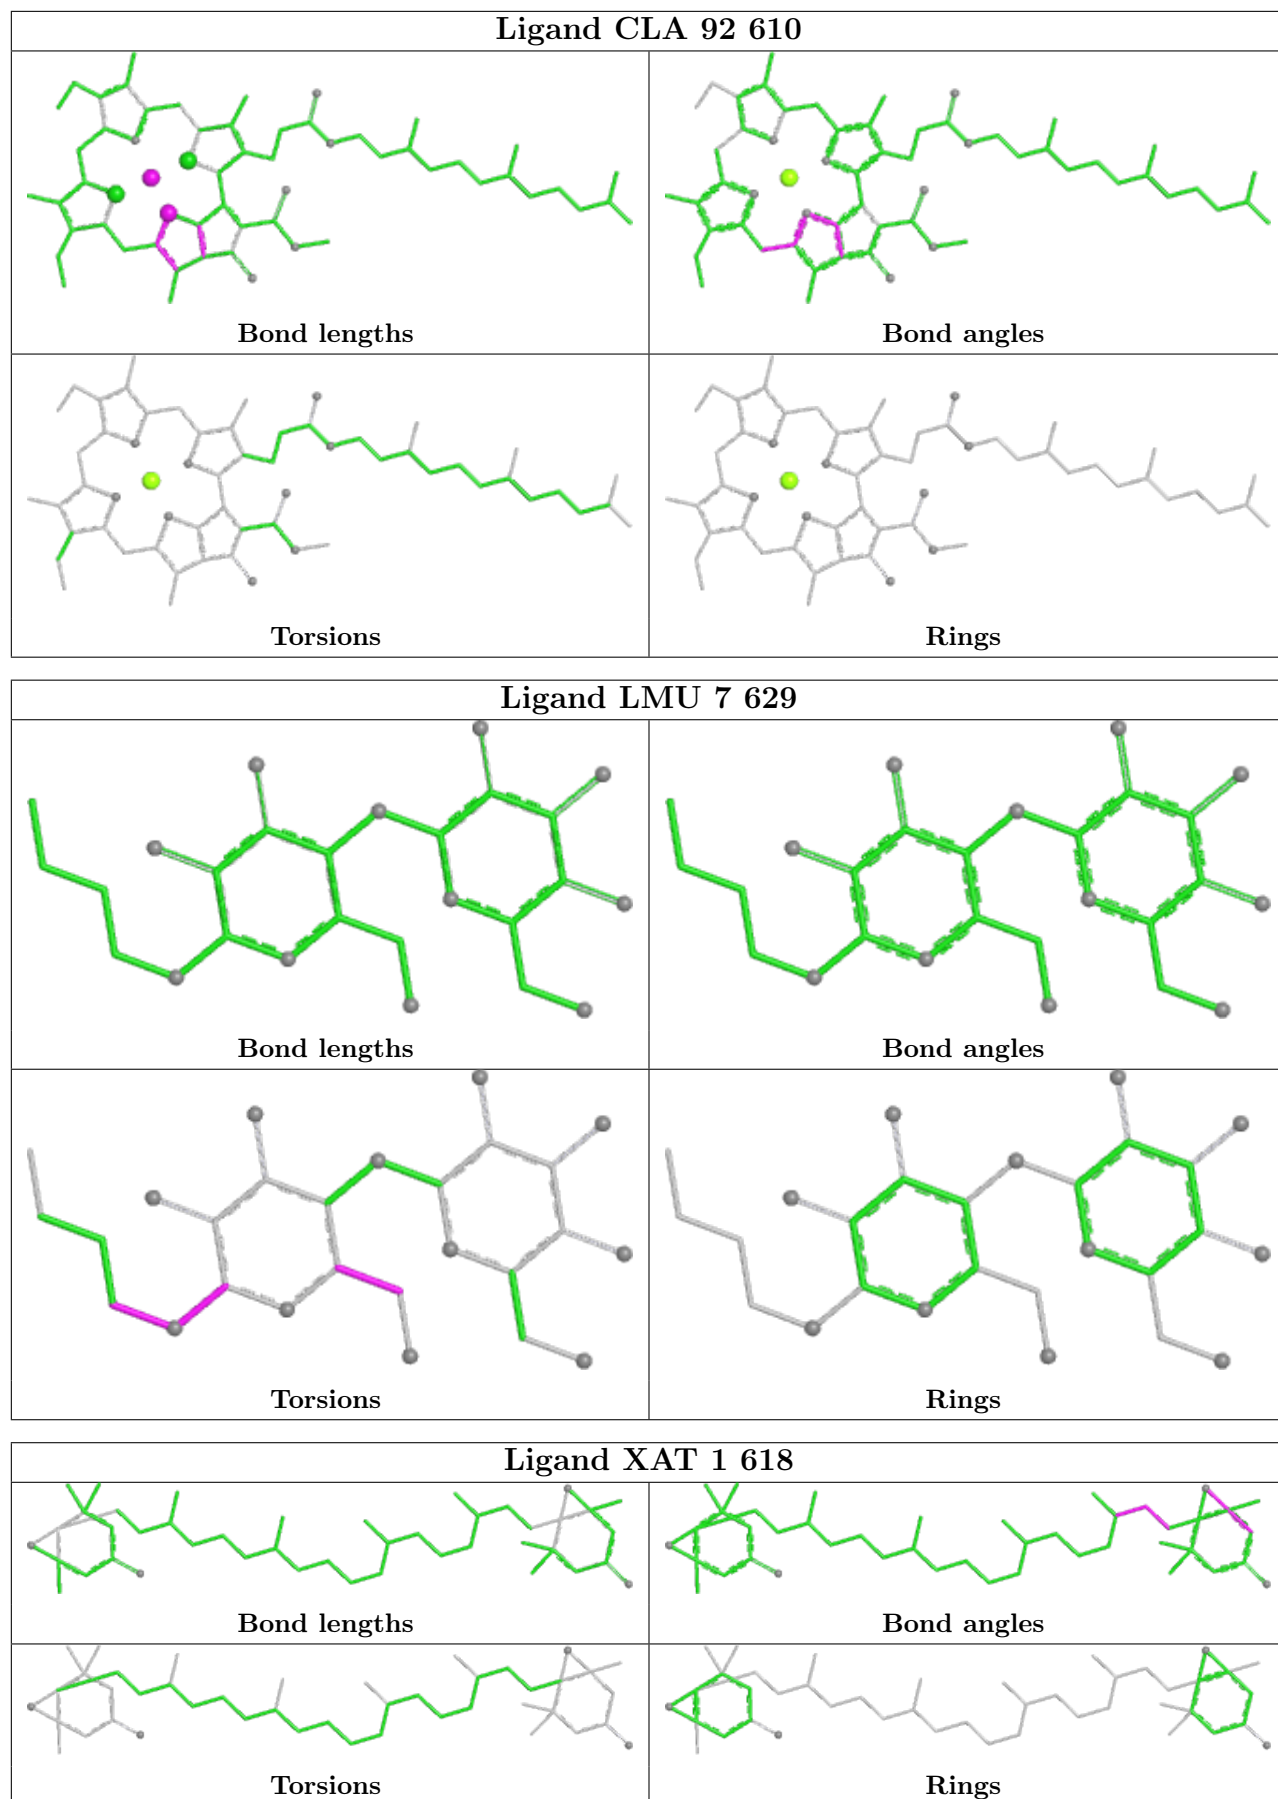 Ligand CLA 92 610
Bond lengths
Bond angles
Torsions
Rings
Ligand LMU 7 629
Bond lengths
Bond angles
Torsions
Rings
Ligand XAT 1 618
Bond lengths
Bond angles
Torsions
Rings